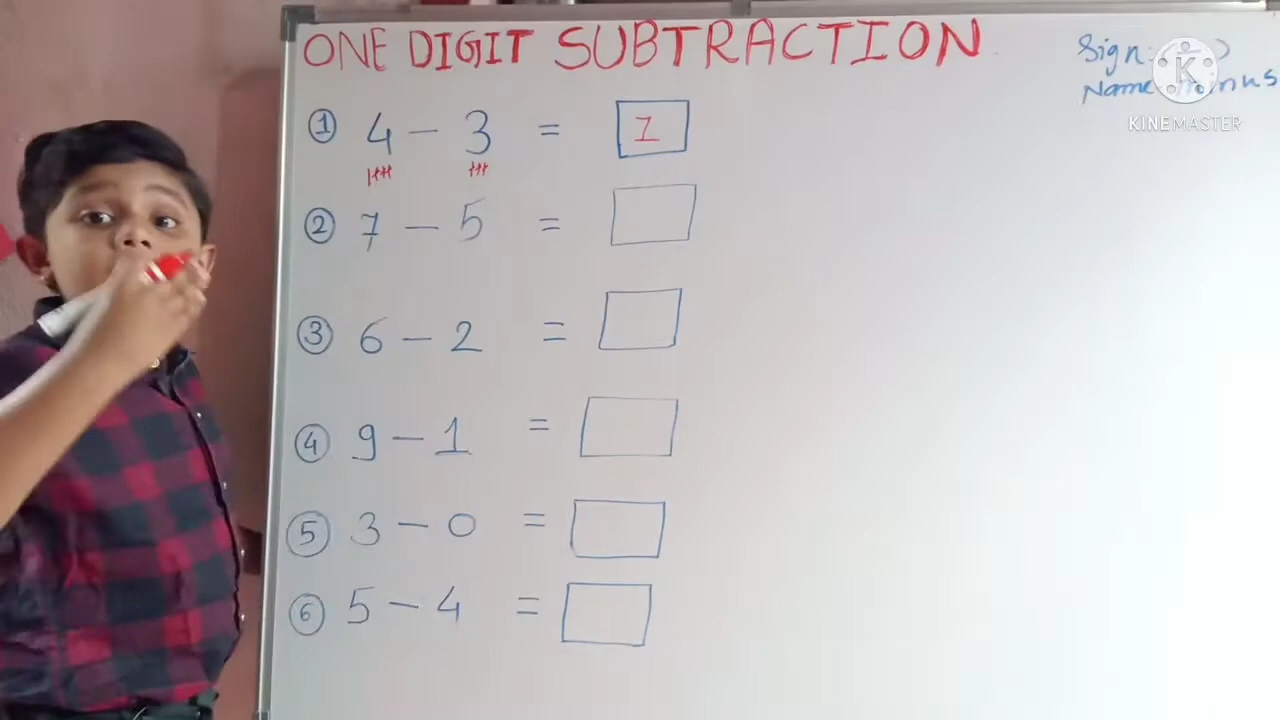 ONE DIGIT SUBTRACTION
Sign:
Name
KINEMASTER
① 4 – 3 = 1
② 7 – 5 =
③ 6 – 2 =
④ 9 – 1 =
⑤ 3 – 0 =
⑥ 5 – 4 =